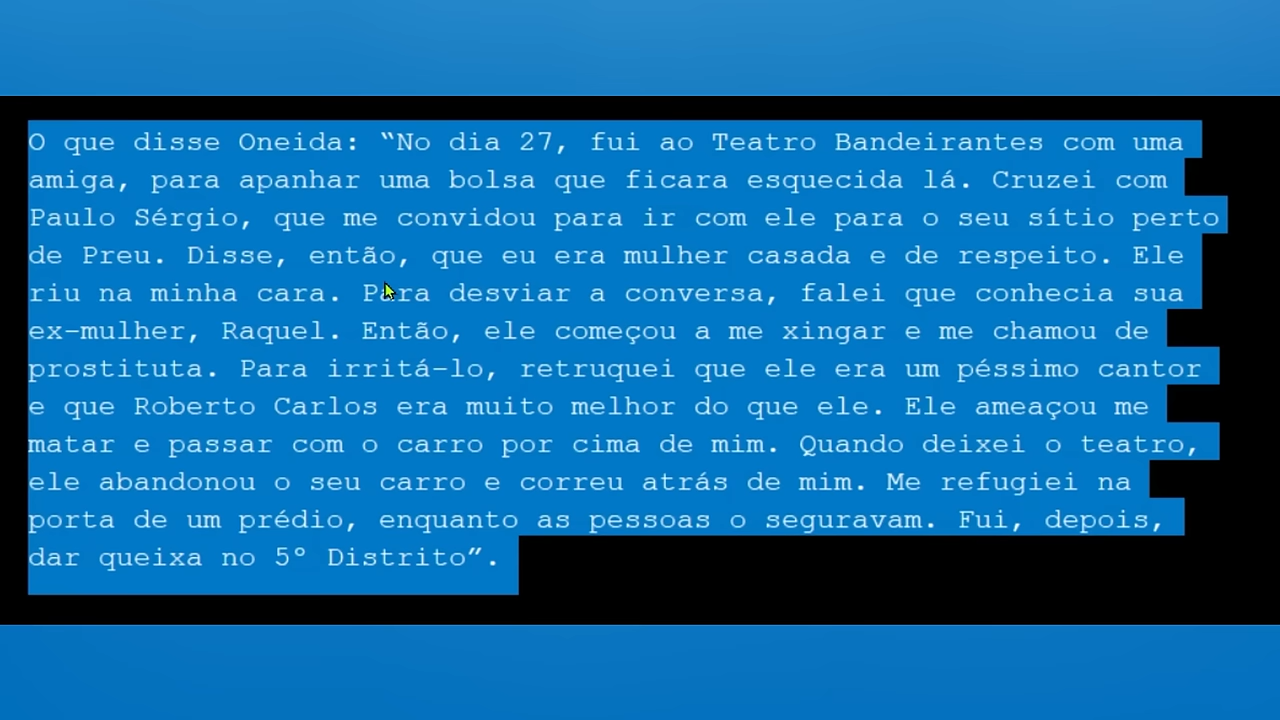 O que disse Oneida: “No dia 27, fui ao Teatro Bandeirantes com uma
amiga, para apanhar uma bolsa que ficara esquecida lá. Cruzei com
Paulo Sérgio, que me convidou para ir com ele para o seu sítio perto
de Preu. Disse, então, que eu era mulher casada e de respeito. Ele
riu na minha cara. Para desviar a conversa, falei que conhecia sua
ex-mulher, Raquel. Então, ele começou a me xingar e me chamou de
prostituta. Para irritá-lo, retruquei que ele era um péssimo cantor
e que Roberto Carlos era muito melhor do que ele. Ele ameaçou me
matar e passar com o carro por cima de mim. Quando deixei o teatro,
ele abandonou o seu carro e correu atrás de mim. Me refugiei na
porta de um prédio, enquanto as pessoas o seguravam. Fui, depois,
dar queixa no 5º Distrito”.